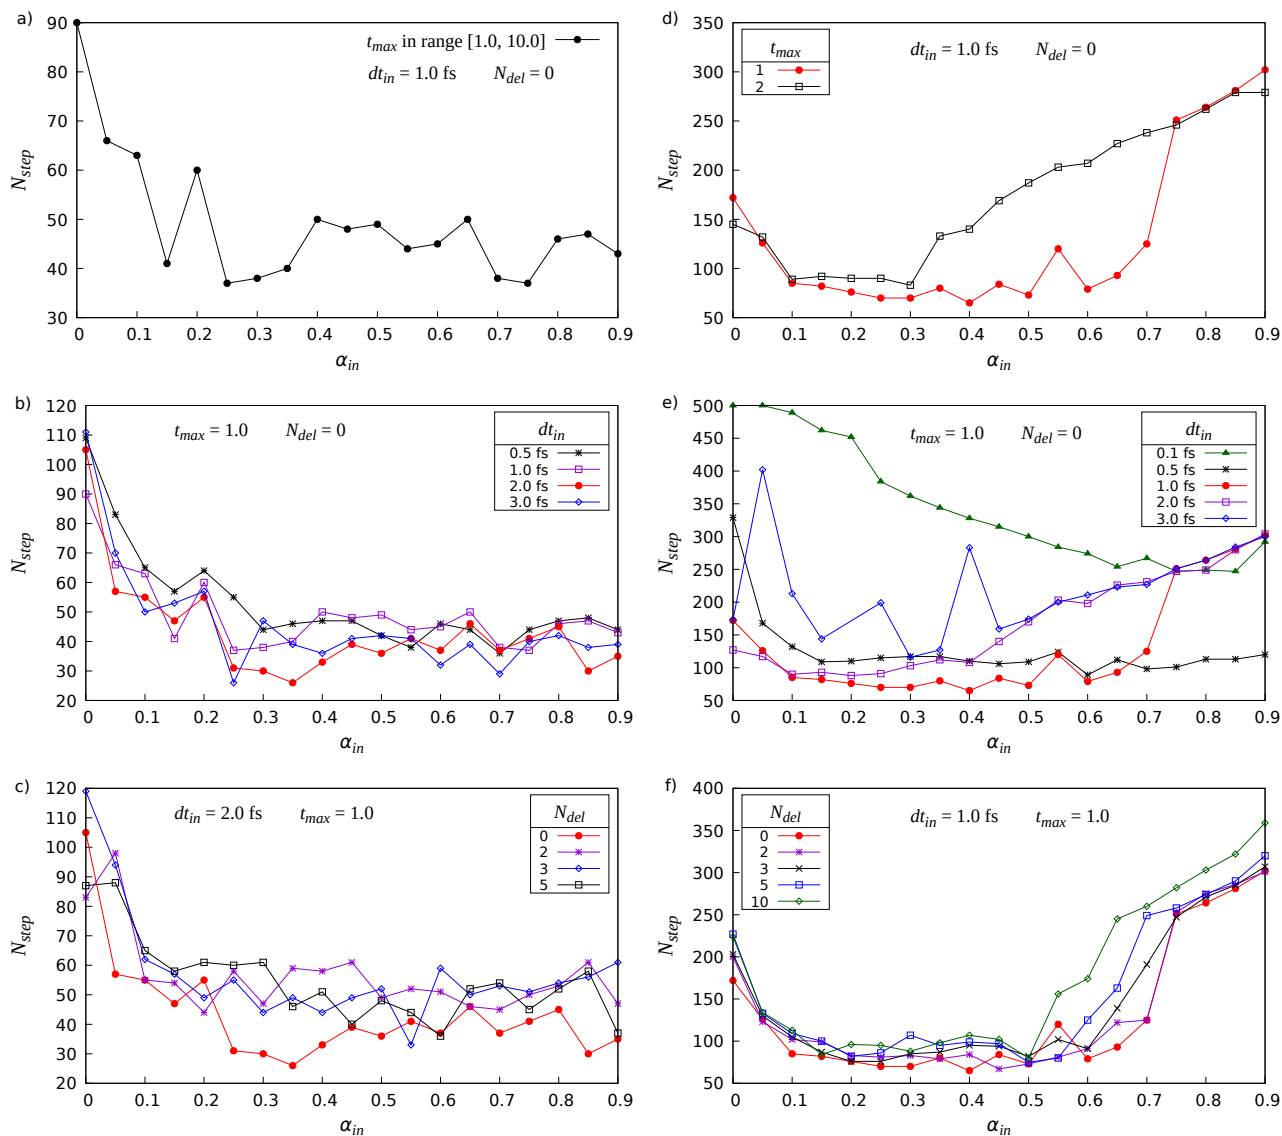 a)
90
80
70
60
50
40
30
N_step
t_max in range [1.0, 10.0]
dt_in = 1.0 fs N_del = 0
0 0.1 0.2 0.3 0.4 0.5 0.6 0.7 0.8 0.9
α_in
d)
350
300
250
200
150
100
50
N_step
t_max
1
2
dt_in = 1.0 fs N_del = 0
0 0.1 0.2 0.3 0.4 0.5 0.6 0.7 0.8 0.9
α_in
b)
120
110
100
90
80
70
60
50
40
30
20
N_step
t_max = 1.0 N_del = 0
dt_in
0.5 fs
1.0 fs
2.0 fs
3.0 fs
0 0.1 0.2 0.3 0.4 0.5 0.6 0.7 0.8 0.9
α_in
e)
500
450
400
350
300
250
200
150
100
50
N_step
t_max = 1.0 N_del = 0
dt_in
0.1 fs
0.5 fs
1.0 fs
2.0 fs
3.0 fs
0 0.1 0.2 0.3 0.4 0.5 0.6 0.7 0.8 0.9
α_in
c)
120
110
100
90
80
70
60
50
40
30
20
N_step
dt_in = 2.0 fs t_max = 1.0
N_del
0
2
3
5
0 0.1 0.2 0.3 0.4 0.5 0.6 0.7 0.8 0.9
α_in
f)
400
350
300
250
200
150
100
50
N_step
N_del
0
2
3
5
10
dt_in = 1.0 fs t_max = 1.0
0 0.1 0.2 0.3 0.4 0.5 0.6 0.7 0.8 0.9
α_in